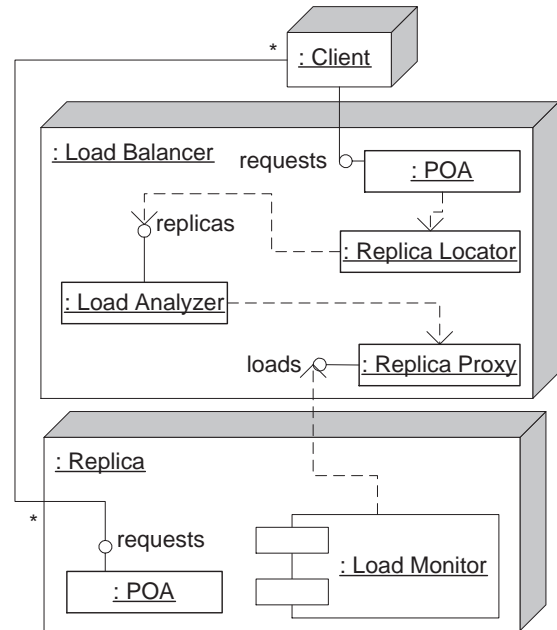 *
: Client
: Load Balancer
requests
: POA
replicas
: Replica Locator
: Load Analyzer
loads
: Replica Proxy
: Replica
*
requests
: Load Monitor
: POA